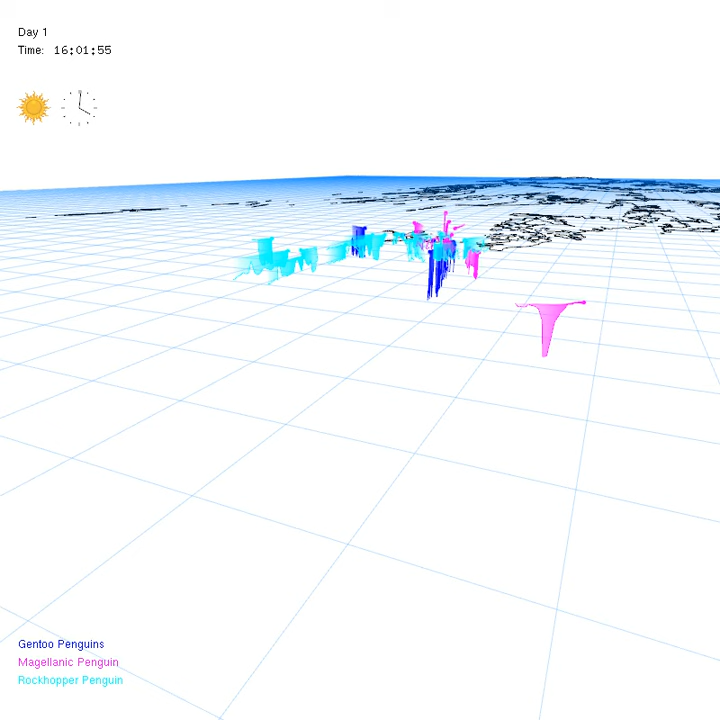 Day 1
Time: 16:01:55
Gentoo Penguins
Magellanic Penguin
Rockhopper Penguin